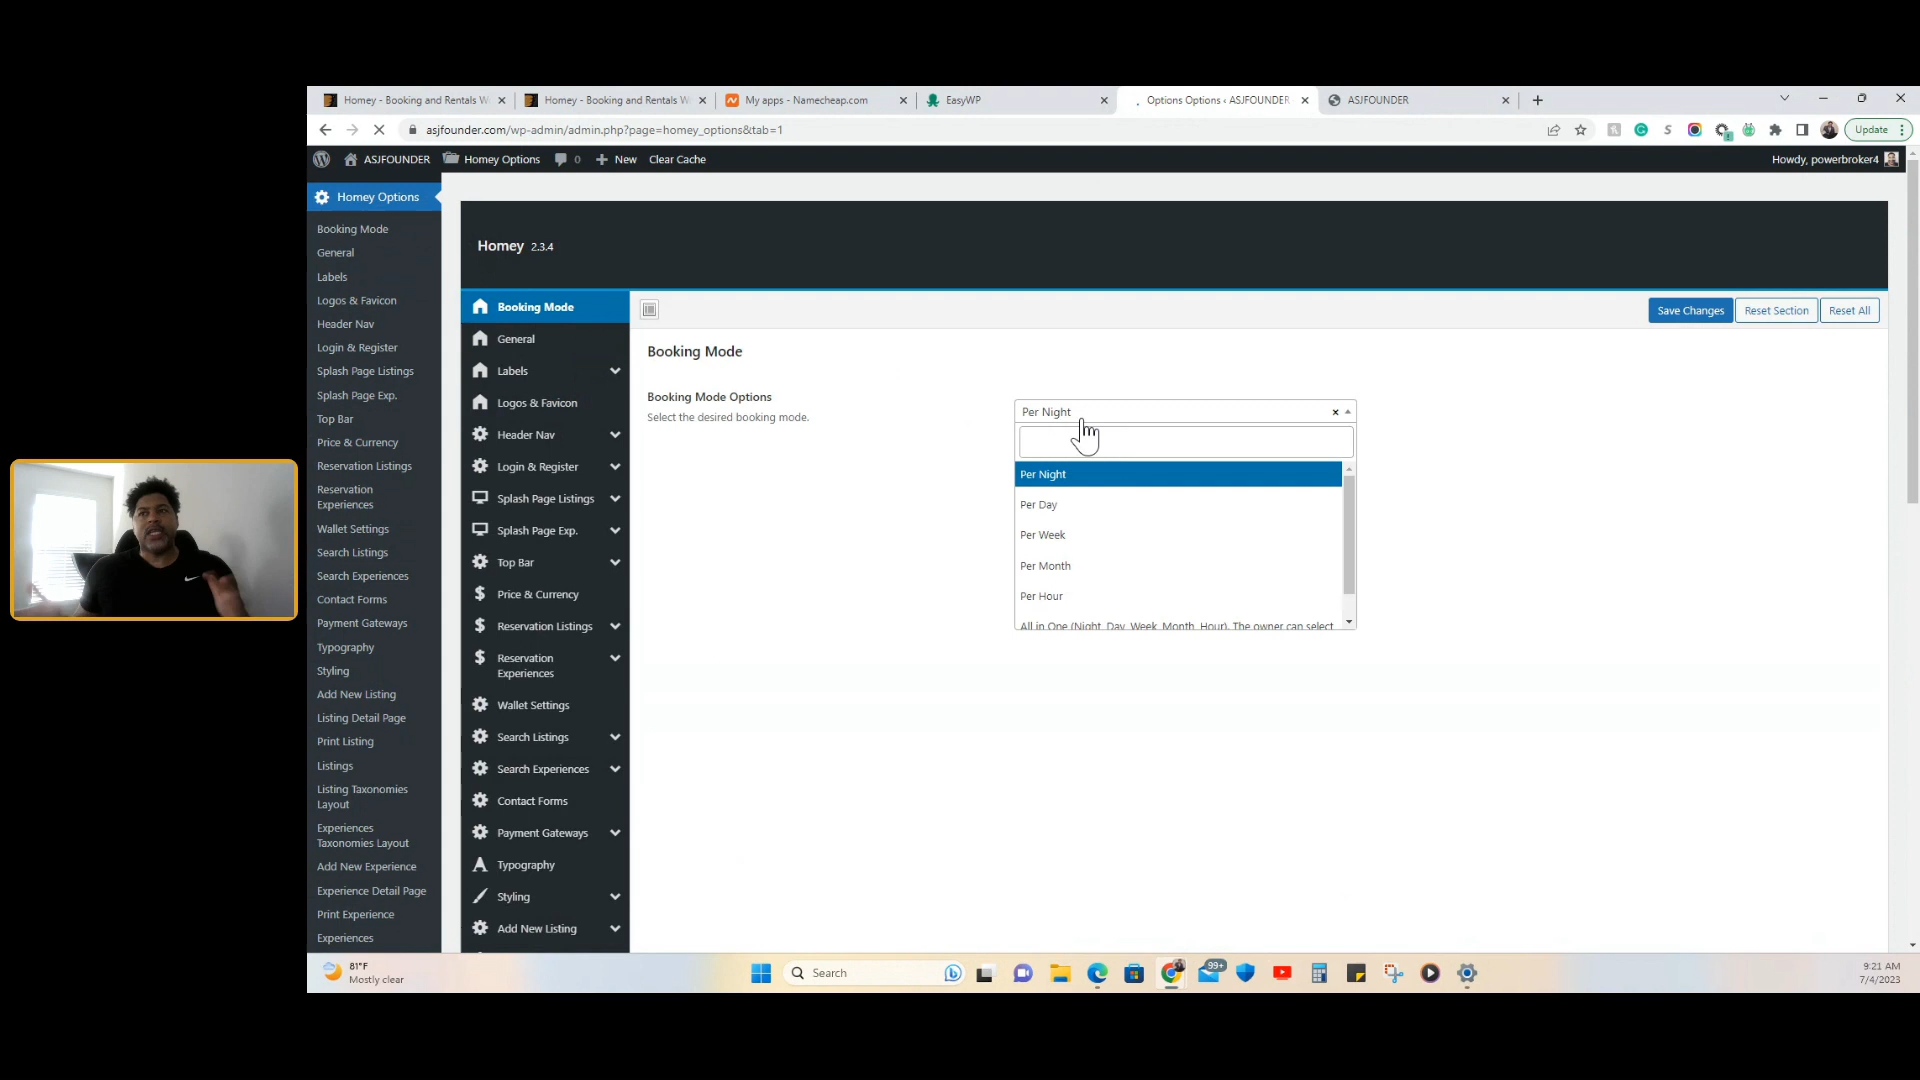 Homey - Booking and Rentals W
Homey - Booking and Rentals W
My apps - Namecheap.com
EasyWP
Options Options ‹ ASJFOUNDER
ASJFOUNDER
asjfounder.com/wp-admin/admin.php?page=homey_options&tab=1
Update
ASJFOUNDER
Homey Options
0
New
Clear Cache
Howdy, powerbroker4
Homey Options
Booking Mode
General
Labels
Logos & Favicon
Header Nav
Login & Register
Splash Page Listings
Splash Page Exp.
Top Bar
Price & Currency
Reservation Listings
Reservation
Experiences
Wallet Settings
Search Listings
Search Experiences
Contact Forms
Payment Gateways
Typography
Styling
Add New Listing
Listing Detail Page
Print Listing
Listings
Listing Taxonomies
Layout
Experiences
Taxonomies Layout
Add New Experience
Experience Detail Page
Print Experience
Experiences
Homey 2.3.4
Booking Mode
General
Labels
Logos & Favicon
Header Nav
Login & Register
Splash Page Listings
Splash Page Exp.
Top Bar
Price & Currency
Reservation Listings
Reservation
Experiences
Wallet Settings
Search Listings
Search Experiences
Contact Forms
Payment Gateways
Typography
Styling
Add New Listing
Save Changes
Reset Section
Reset All
Booking Mode
Booking Mode Options
Select the desired booking mode.
Per Night
Per Night
Per Day
Per Week
Per Month
Per Hour
All in One (Night, Day, Week, Month, Hour). The owner can select
81°F
Mostly clear
Search
99+
9:21 AM
7/4/2023